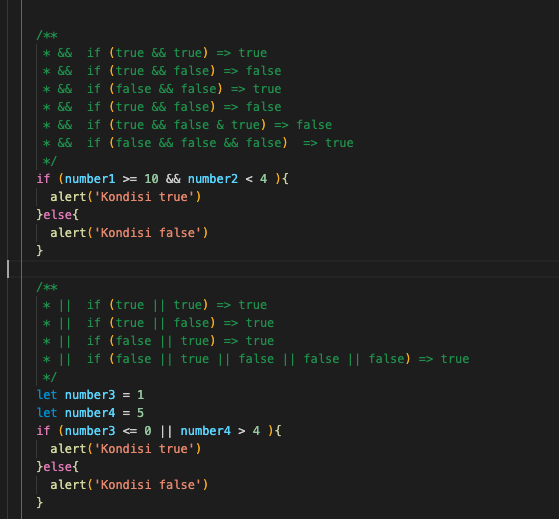 /**
 * &&  if (true && true) => true
 * &&  if (true && false) => false
 * &&  if (false && false) => true
 * &&  if (true && false) => false
 * &&  if (true && false & true) => false
 * &&  if (false && false && false)  => true
 */
if (number1 >= 10 && number2 < 4 ){
  alert('Kondisi true')
}else{
  alert('Kondisi false')
}
/**
 * ||  if (true || true) => true
 * ||  if (true || false) => true
 * ||  if (false || true) => true
 * ||  if (false || true || false || false || false) => true
 */
let number3 = 1
let number4 = 5
if (number3 <= 0 || number4 > 4 ){
  alert('Kondisi true')
}else{
  alert('Kondisi false')
}